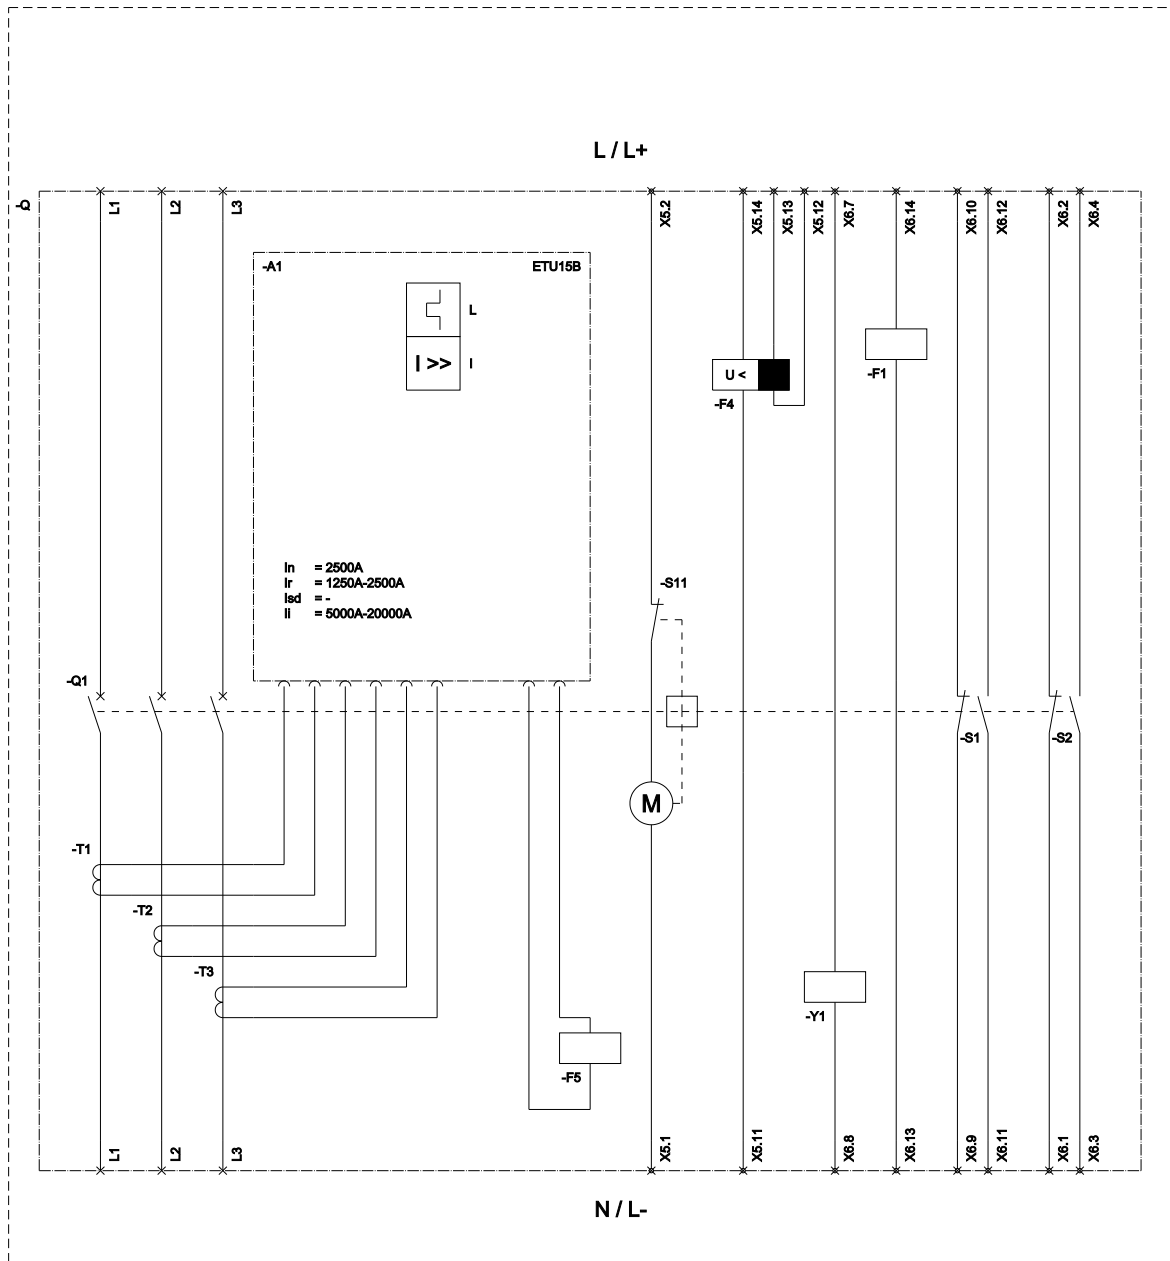 L / L+
-Q
L1
L2
L3
X5.2
X5.14
X5.13
X5.12
X6.7
X6.14
X6.10
X6.12
X6.2
X6.4
-A1
ETU15B
L
I >>
I
U <
-F4
-F1
In = 2500A
Ir = 1250A-2500A
Isd = -
Ii = 5000A-20000A
-S11
-Q1
-S1
-S2
M
-T1
-T2
-T3
-Y1
-F5
L1
L2
L3
X5.1
X5.11
X6.8
X6.13
X6.9
X6.11
X6.1
X6.3
N / L-